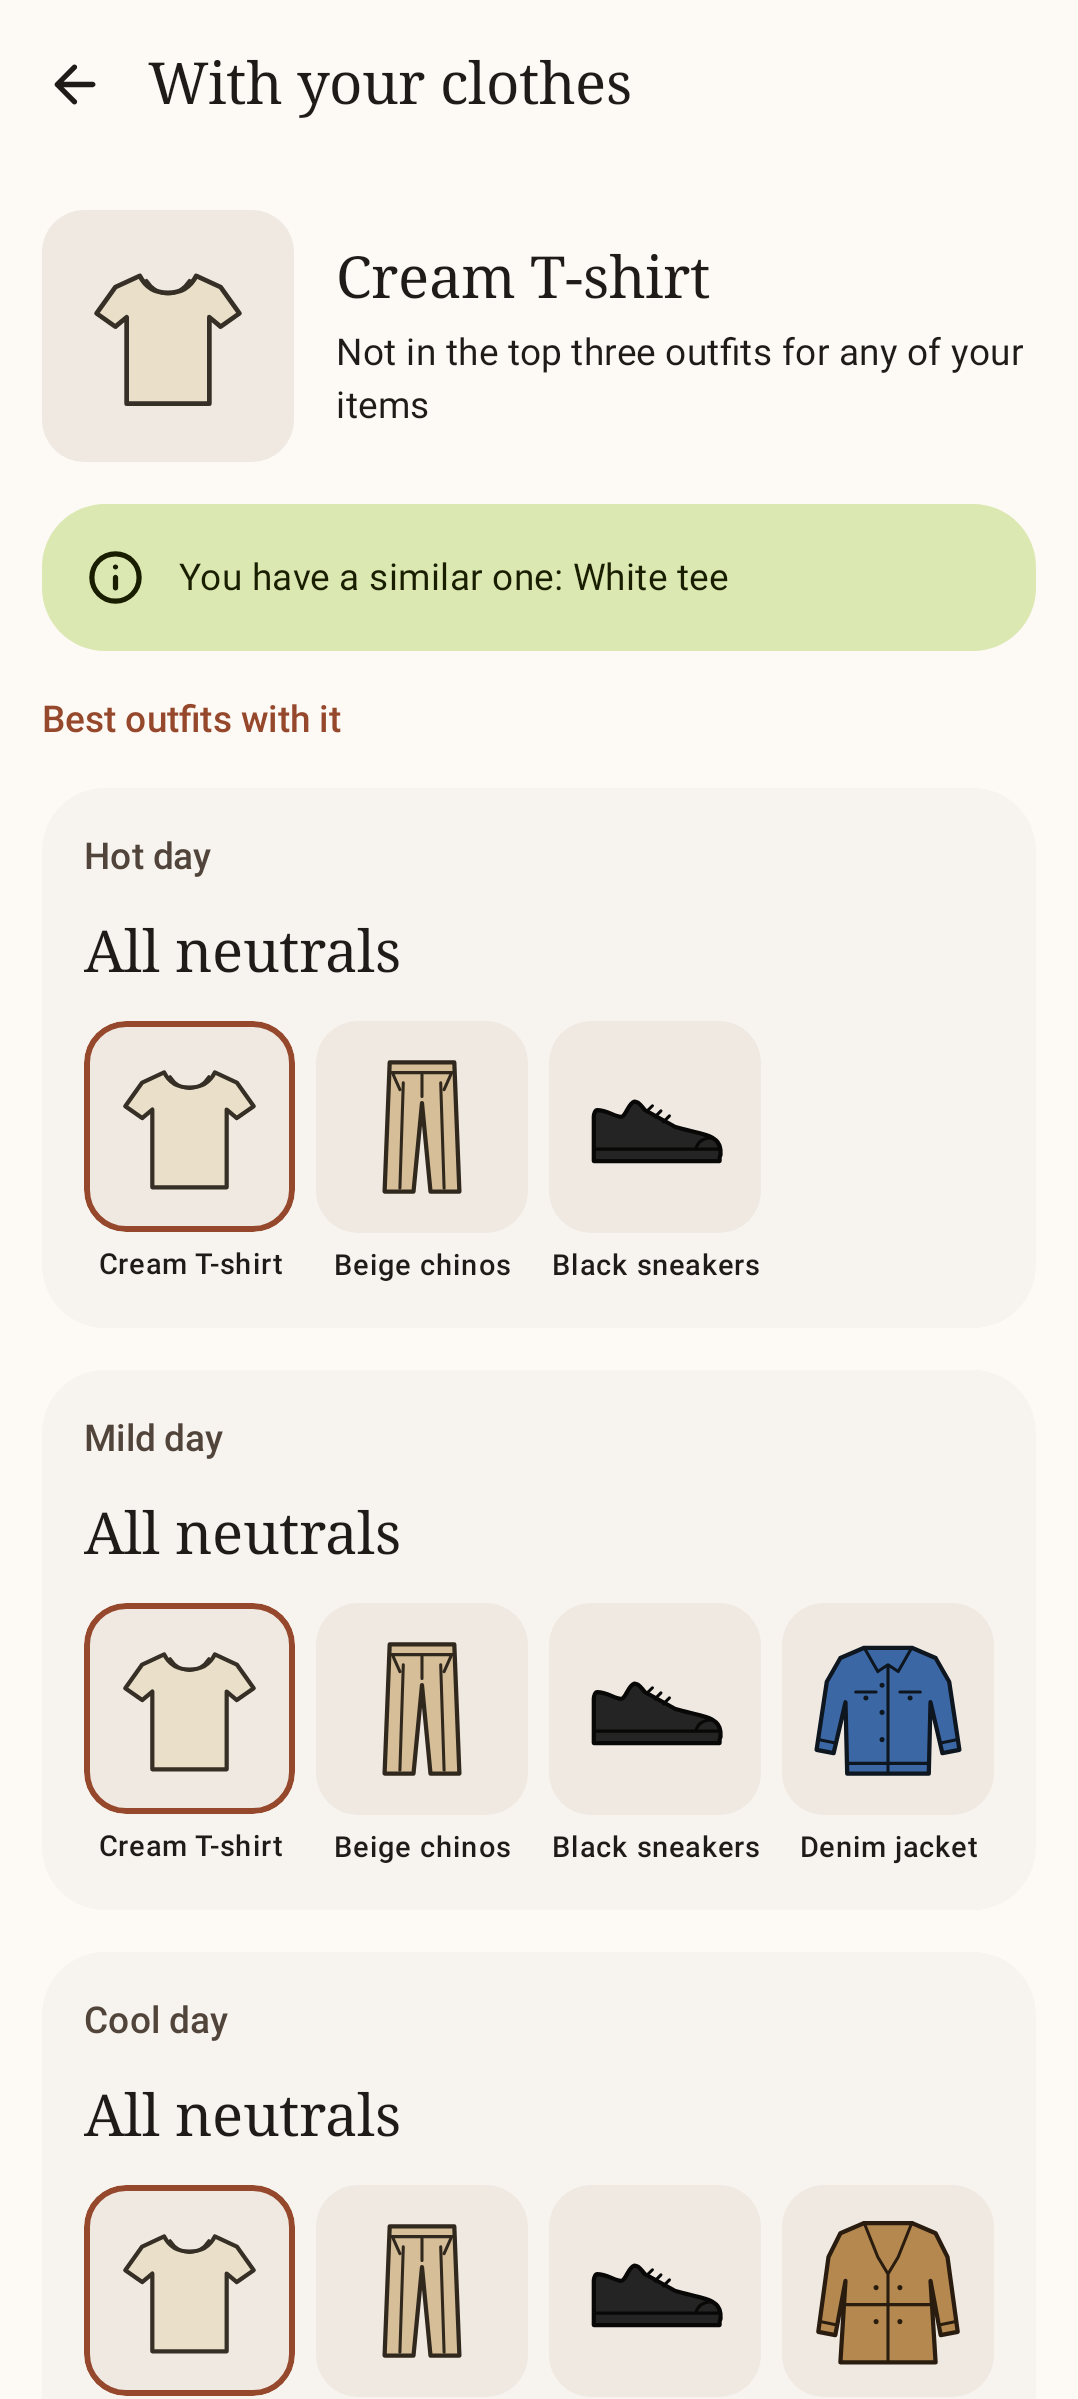 With your clothes
Cream T-shirt
Not in the top three outfits for any of your
items
You have a similar one: White tee
Best outfits with it
Hot day
All neutrals
Cream T-shirt
Beige chinos
Black sneakers
Mild day
All neutrals
Cream T-shirt
Beige chinos
Black sneakers
Denim jacket
Cool day
All neutrals